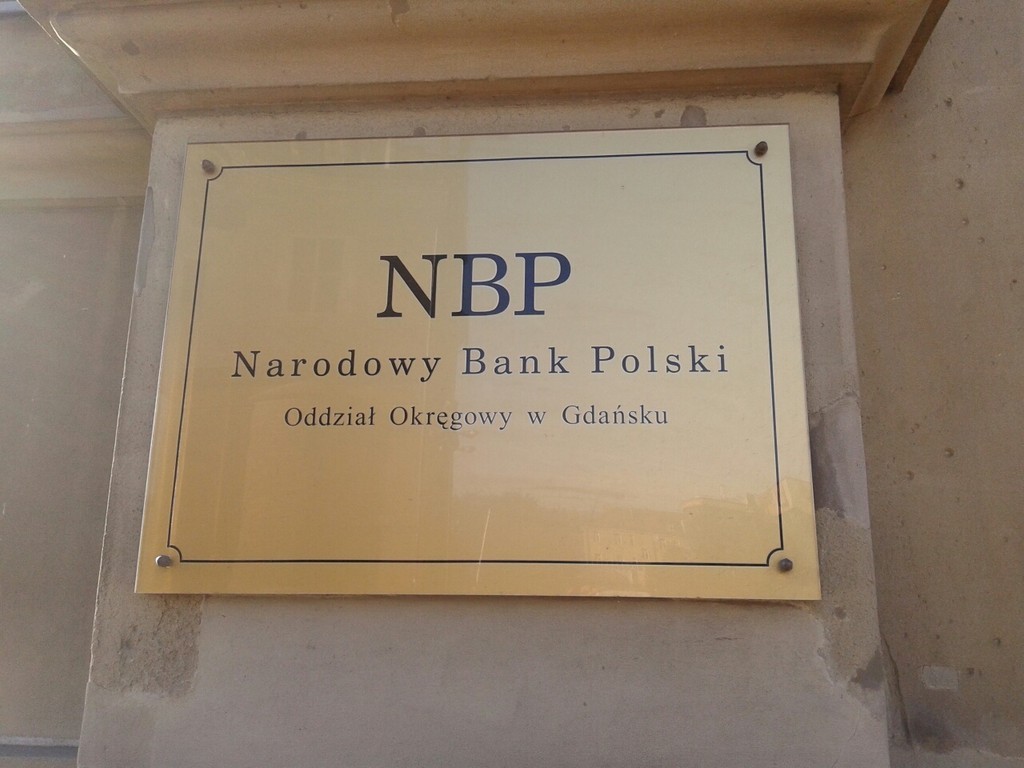 NBP
Narodowy Bank Polski
Oddział Okręgowy w Gdańsku